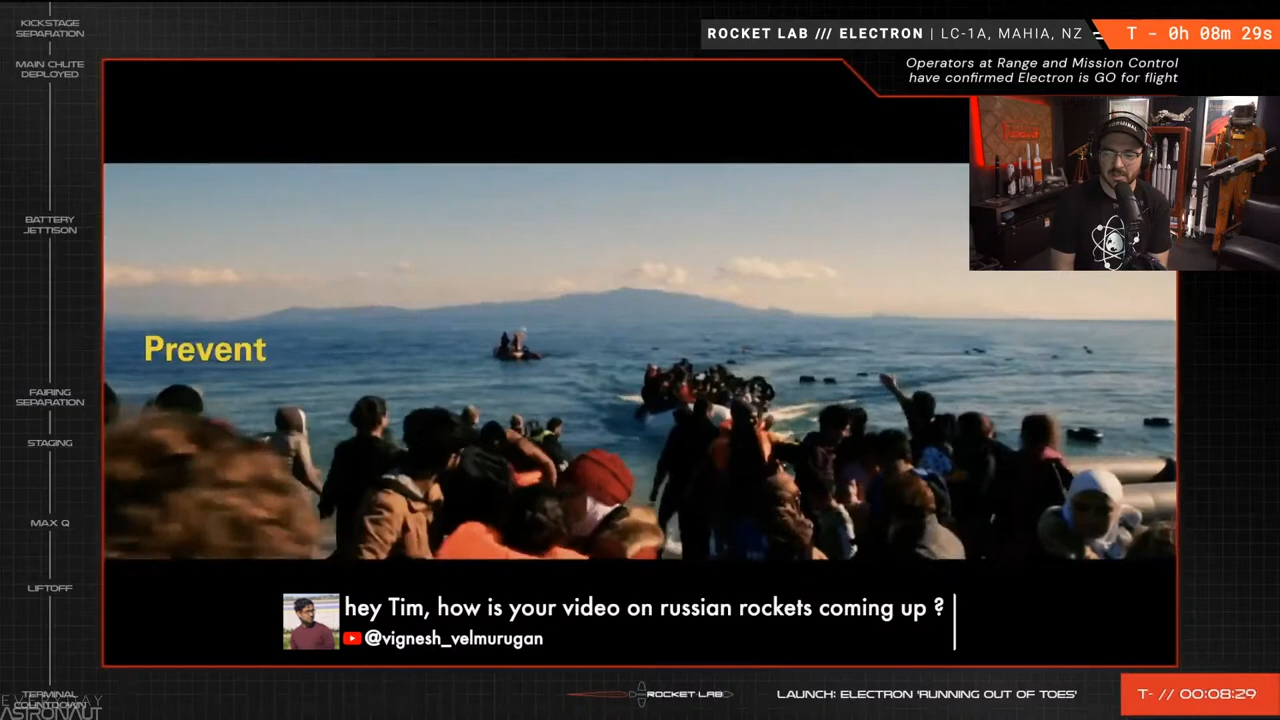 KICKSTAGE
SEPARATION
MAIN CHUTE
DEPLOYED
BATTERY
JETTISON
FAIRING
SEPARATION
STAGING
MAX Q
LIFTOFF
TERMINAL
COUNTDOWN
EVERYDAY
ASTRONAUT
ROCKET LAB /// ELECTRON | LC-1A, MAHIA, NZ
T - 0h 08m 29s
Operators at Range and Mission Control
have confirmed Electron is GO for flight
Prevent
hey Tim, how is your video on russian rockets coming up ?
@vignesh_velmurugan
ROCKET LAB
LAUNCH: ELECTRON 'RUNNING OUT OF TOES'
T- // 00:08:29